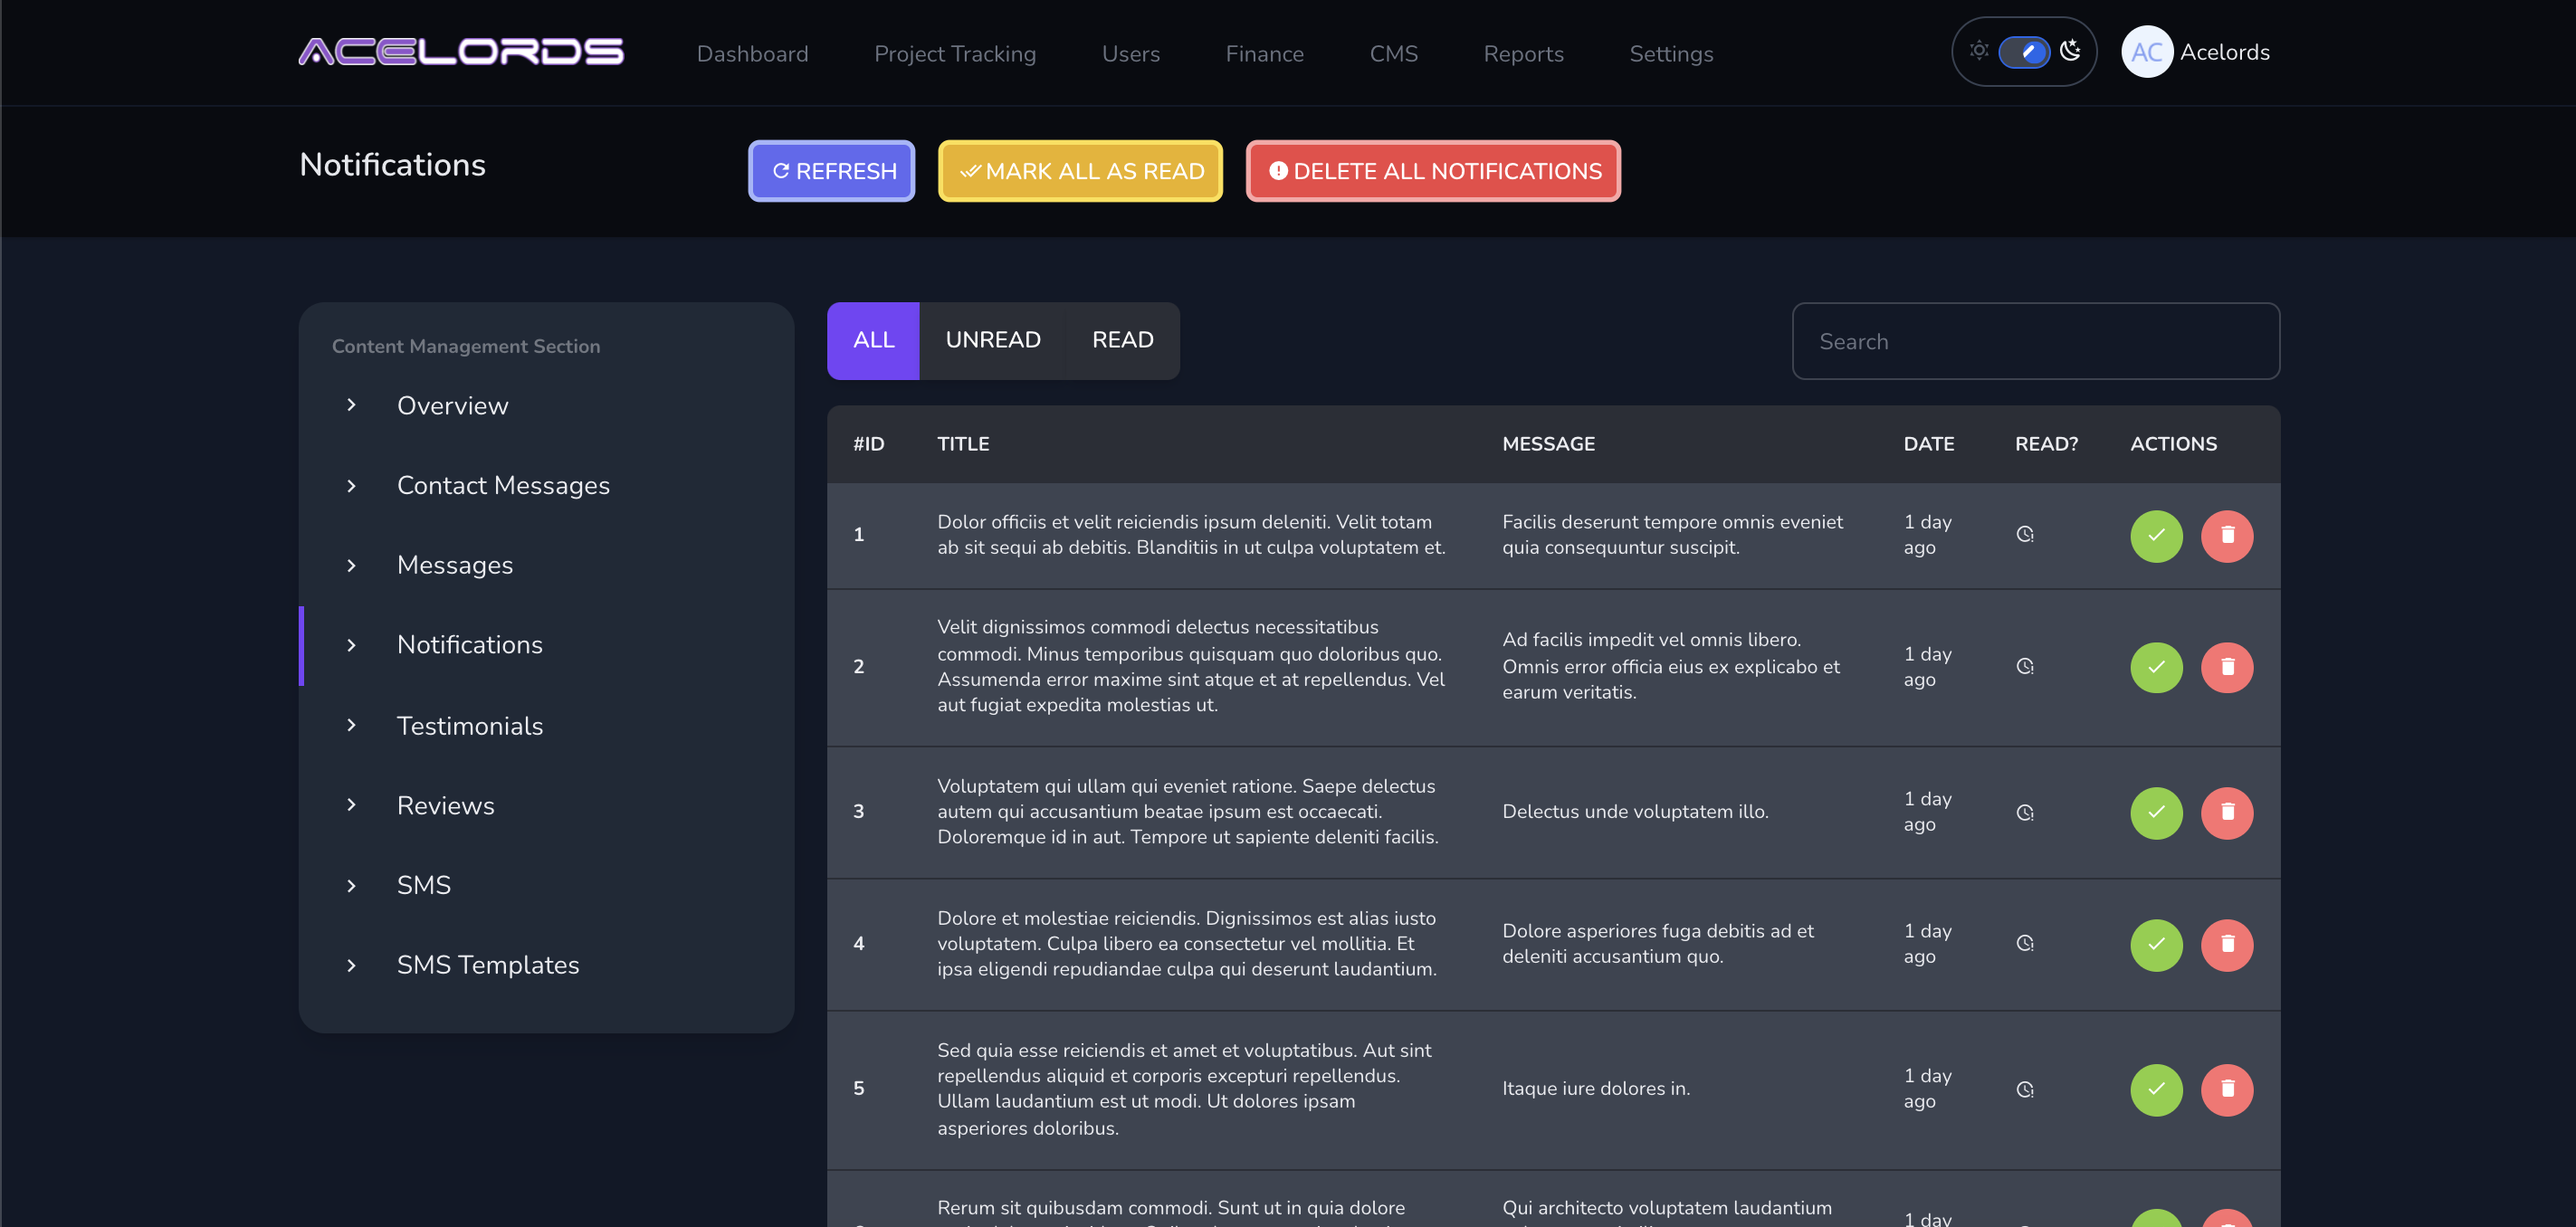 ACELORDS
Dashboard
Project Tracking
Users
Finance
CMS
Reports
Settings
AC
Acelords
Notifications
REFRESH
MARK ALL AS READ
DELETE ALL NOTIFICATIONS
Content Management Section
Overview
Contact Messages
Messages
Notifications
Testimonials
Reviews
SMS
SMS Templates
ALL
UNREAD
READ
Search
#ID
TITLE
MESSAGE
DATE
READ?
ACTIONS
1
Dolor officiis et velit reiciendis ipsum deleniti. Velit totam
ab sit sequi ab debitis. Blanditiis in ut culpa voluptatem et.
Facilis deserunt tempore omnis eveniet
quia consequuntur suscipit.
1 day
ago
2
Velit dignissimos commodi delectus necessitatibus
commodi. Minus temporibus quisquam quo doloribus quo.
Assumenda error maxime sint atque et at repellendus. Vel
aut fugiat expedita molestias ut.
Ad facilis impedit vel omnis libero.
Omnis error officia eius ex explicabo et
earum veritatis.
1 day
ago
3
Voluptatem qui ullam qui eveniet ratione. Saepe delectus
autem qui accusantium beatae ipsum est occaecati.
Doloremque id in aut. Tempore ut sapiente deleniti facilis.
Delectus unde voluptatem illo.
1 day
ago
4
Dolore et molestiae reiciendis. Dignissimos est alias iusto
voluptatem. Culpa libero ea consectetur vel mollitia. Et
ipsa eligendi repudiandae culpa qui deserunt laudantium.
Dolore asperiores fuga debitis ad et
deleniti accusantium quo.
1 day
ago
5
Sed quia esse reiciendis et amet et voluptatibus. Aut sint
repellendus aliquid et corporis excepturi repellendus.
Ullam laudantium est ut modi. Ut dolores ipsam
asperiores doloribus.
Itaque iure dolores in.
1 day
ago
Rerum sit quibusdam commodi. Sunt ut in quia dolore
Qui architecto voluptatem laudantium
1 day